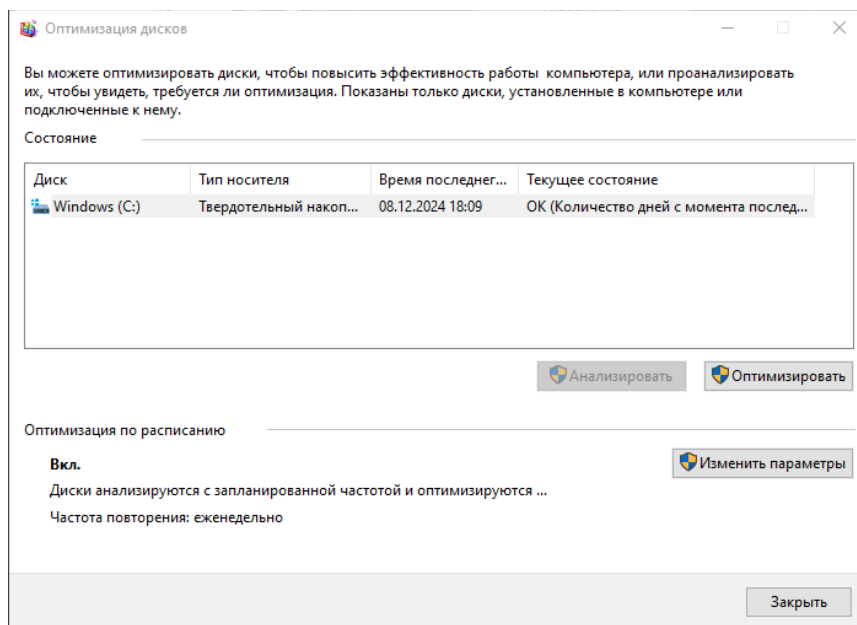 Оптимизация дисков
Вы можете оптимизировать диски, чтобы повысить эффективность работы компьютера, или проанализировать
их, чтобы увидеть, требуется ли оптимизация. Показаны только диски, установленные в компьютере или
подключенные к нему.
Состояние
Диск Тип носителя Время последнег... Текущее состояние
Windows (C:) Твердотельный накоп... 08.12.2024 18:09 ОК (Количество дней с момента послед...
Анализировать Оптимизировать
Оптимизация по расписанию
Вкл. Изменить параметры
Диски анализируются с запланированной частотой и оптимизируются ...
Частота повторения: еженедельно
Закрыть